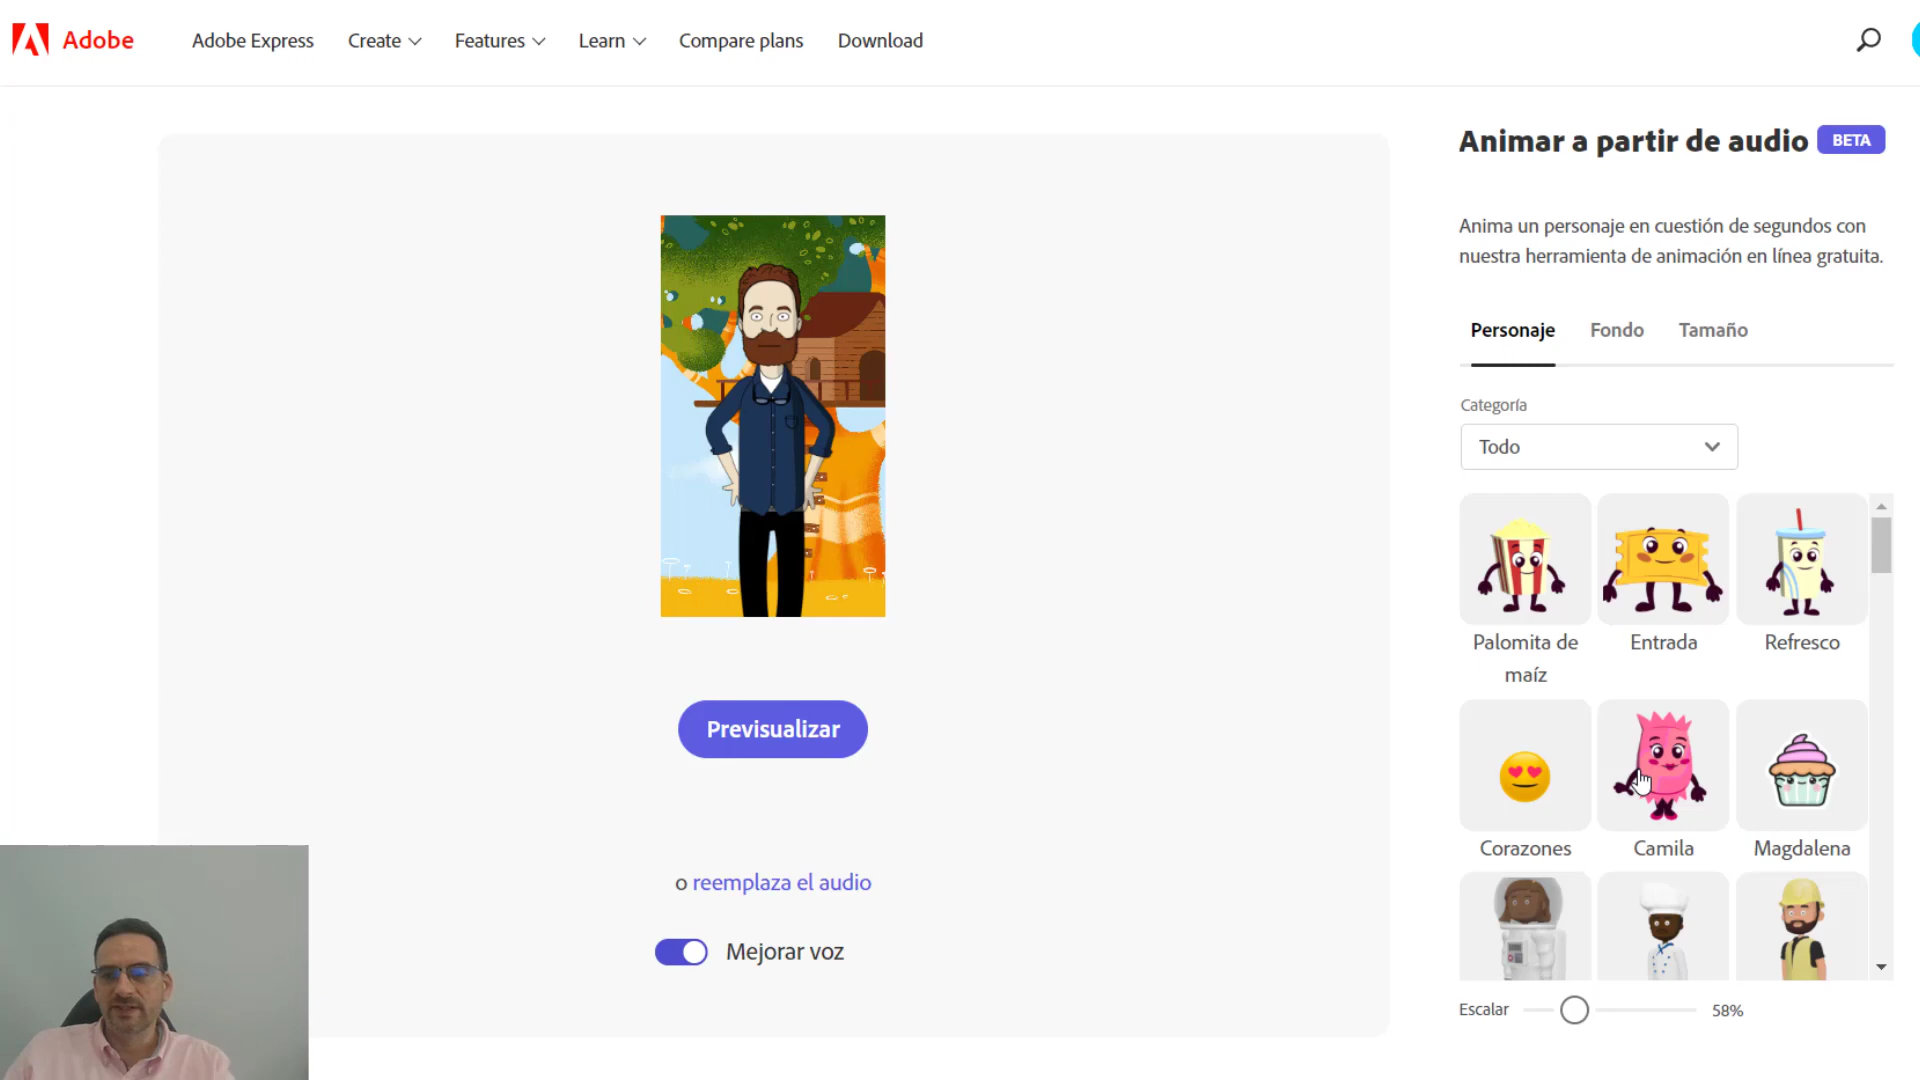 Adobe
Adobe Express
Create
Features
Learn
Compare plans
Download
Animar a partir de audio
BETA
Anima un personaje en cuestión de segundos con
nuestra herramienta de animación en línea gratuita.
Personaje
Fondo
Tamaño
Categoría
Todo
Palomita de
maíz
Entrada
Refresco
Corazones
Camila
Magdalena
Escalar
58%
Previsualizar
o reemplaza el audio
Mejorar voz